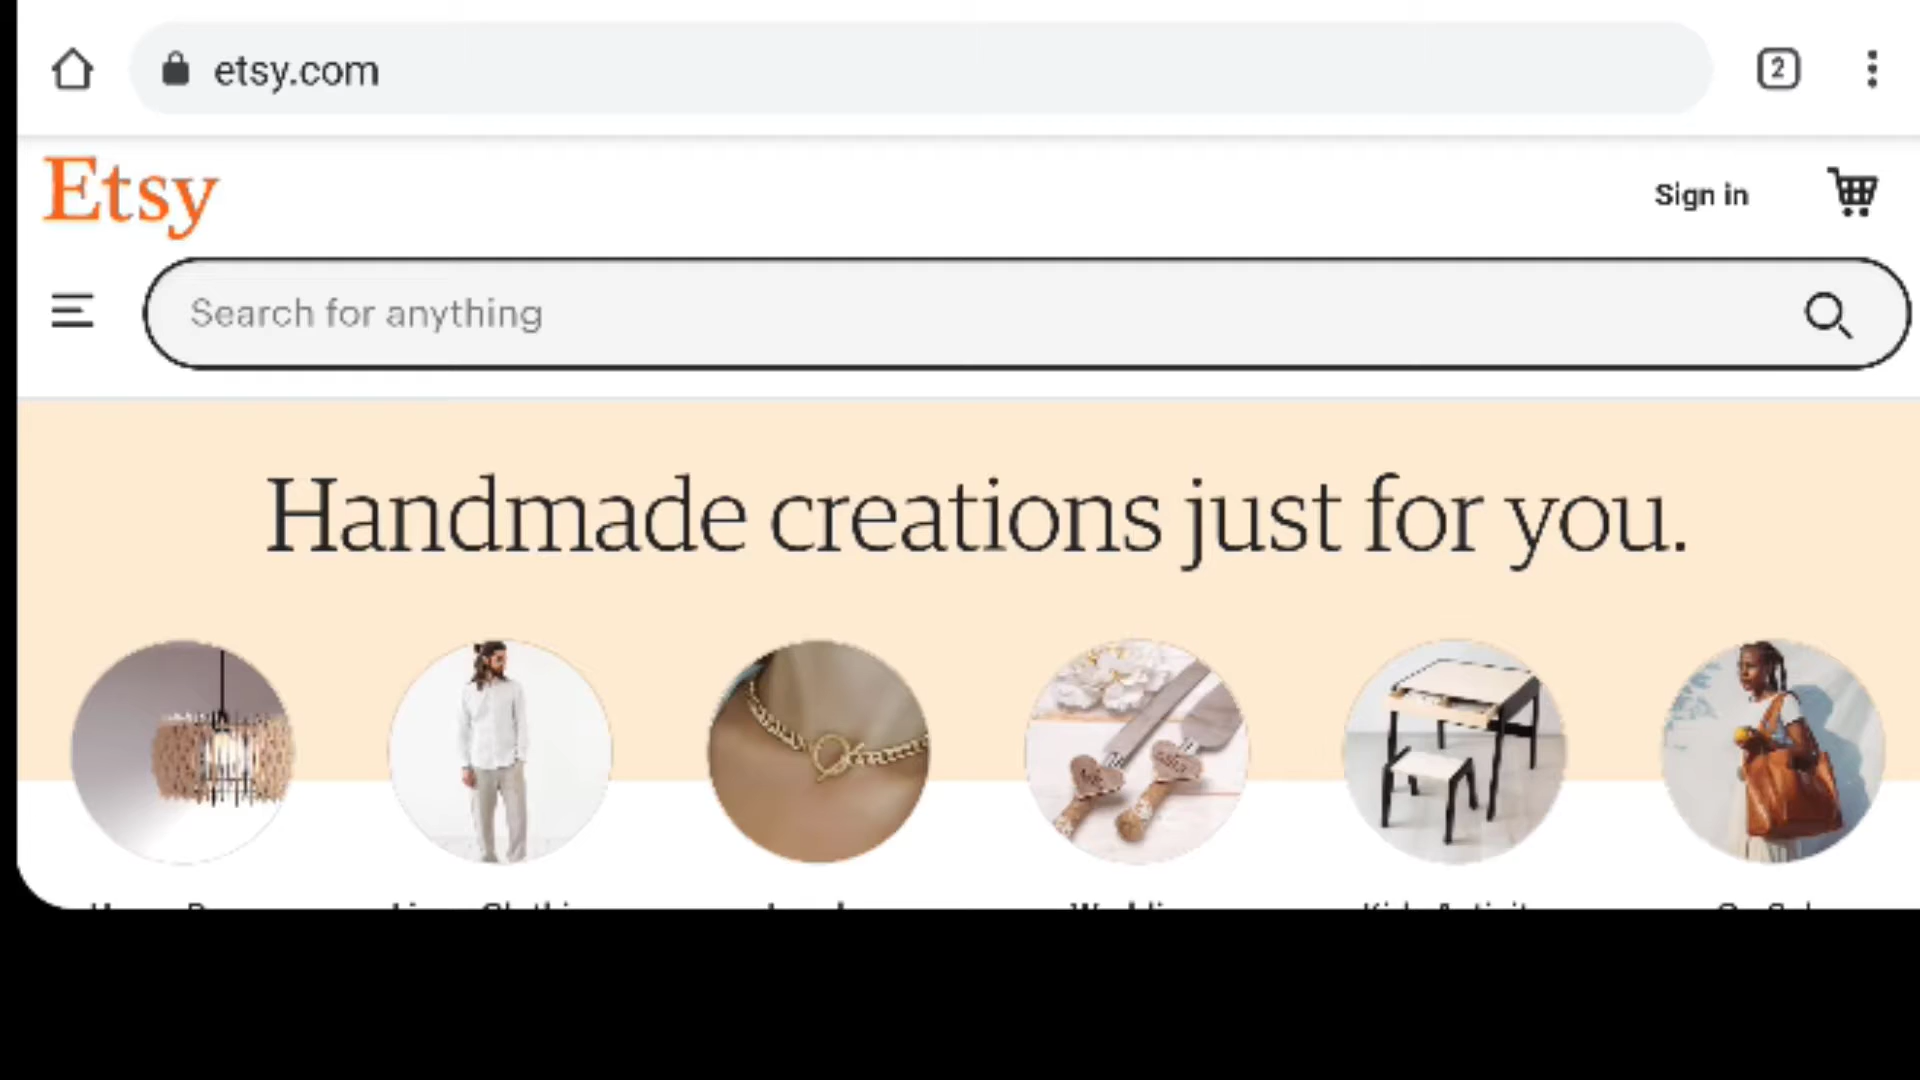 etsy.com
2
Etsy
Sign in
Search for anything
Handmade creations just for you.